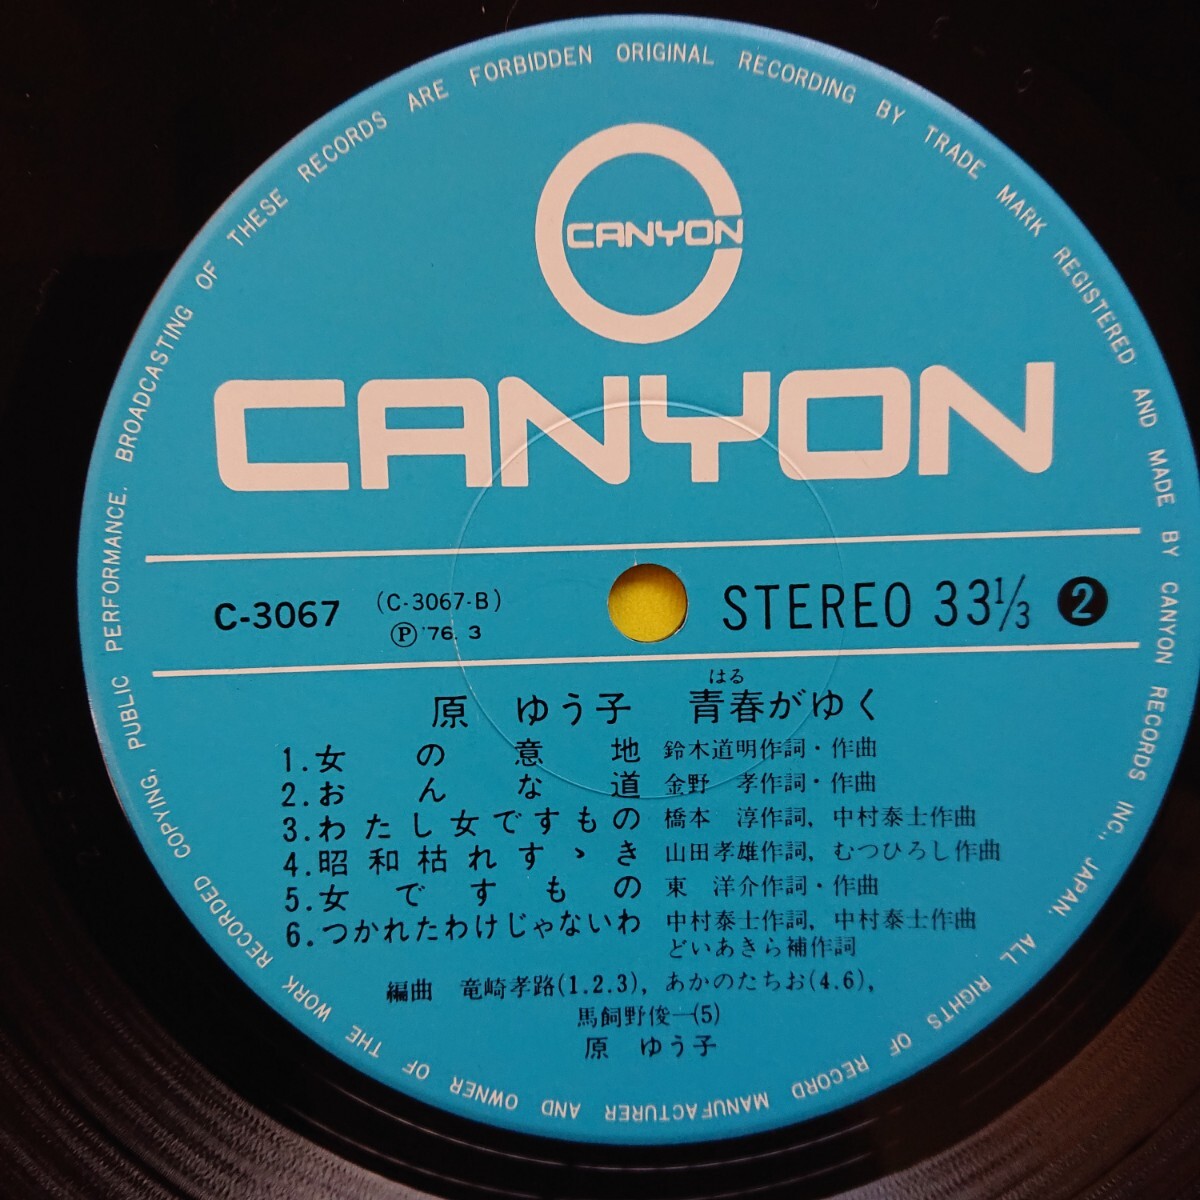 ALL RIGHTS OF RECORD MANUFACTURER AND OWNER OF THE WORK RECORDED COPYING, PUBLIC PERFORMANCE. BROADCASTING OF THESE RECORDS ARE FORBIDDEN ORIGINAL RECORDING BY TRADE MARK REGISTERED AND MADE BY CANYON RECORDS INC., JAPAN.
CANYON
CANYON
C-3067 (C-3067-B) STEREO 33⅓ ❷
Ⓟ '76. 3
はる
原 ゆう子 青春がゆく
1.女の意地 鈴木道明作詞・作曲
2.おんな道 金野 孝作詞・作曲
3.わたし女ですもの 橋本 淳作詞, 中村泰士作曲
4.昭和枯れすゝき 山田孝雄作詞, むつひろし作曲
5.女ですもの 東 洋介作詞・作曲
6.つかれたわけじゃないわ 中村泰士作詞, 中村泰士作曲
どいあきら補作詞
編曲 竜崎孝路(1.2.3), あかのたちお(4.6),
馬飼野俊一(5)
原 ゆう子